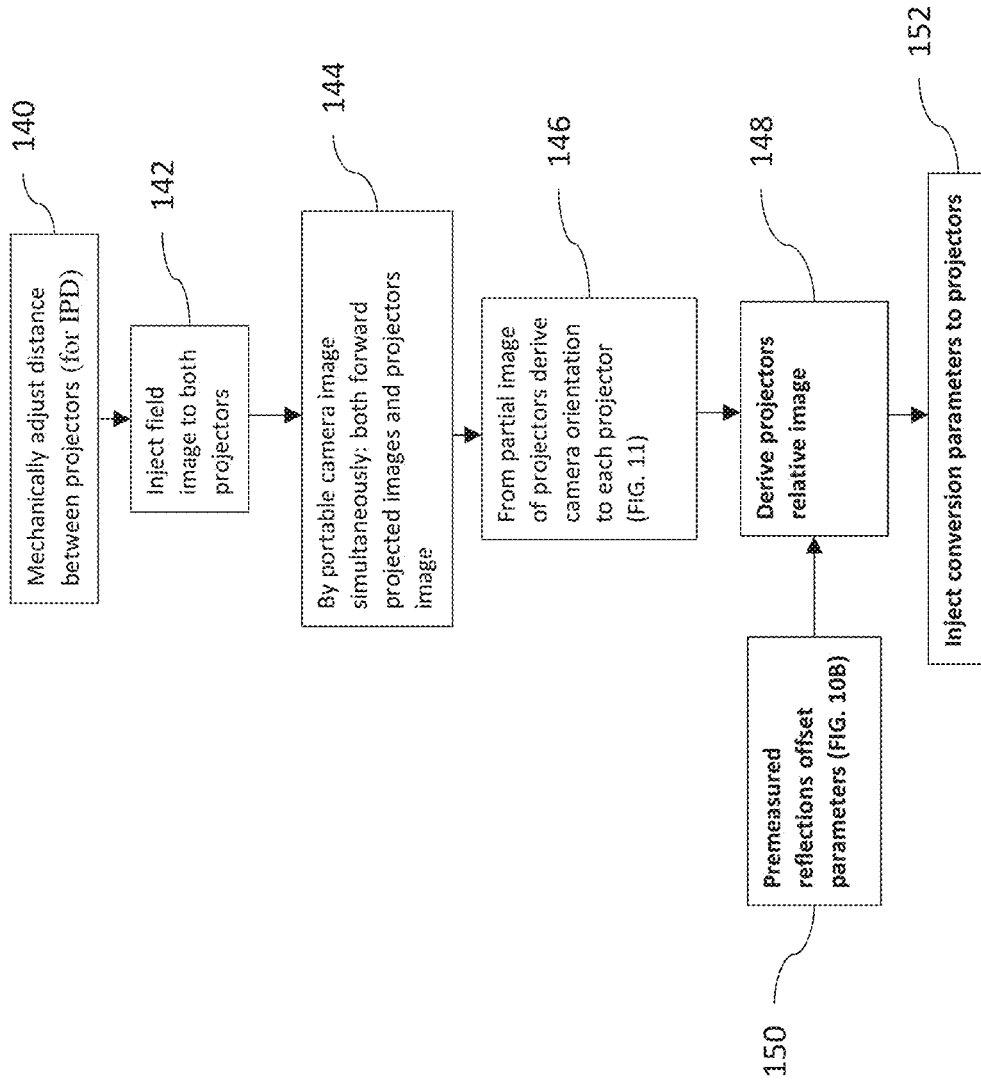 140
Mechanically adjust distance
between projectors (for IPD)
142
Inject field
image to both
projectors
144
By portable camera image
simultaneously: both forward
projected images and projectors
image
146
From partial image
of projectors derive
camera orientation
to each projector
(FIG. 11)
148
Derive projectors
relative image
150
Premeasured
reflections offset
parameters (FIG. 10B)
152
Inject conversion parameters to projectors